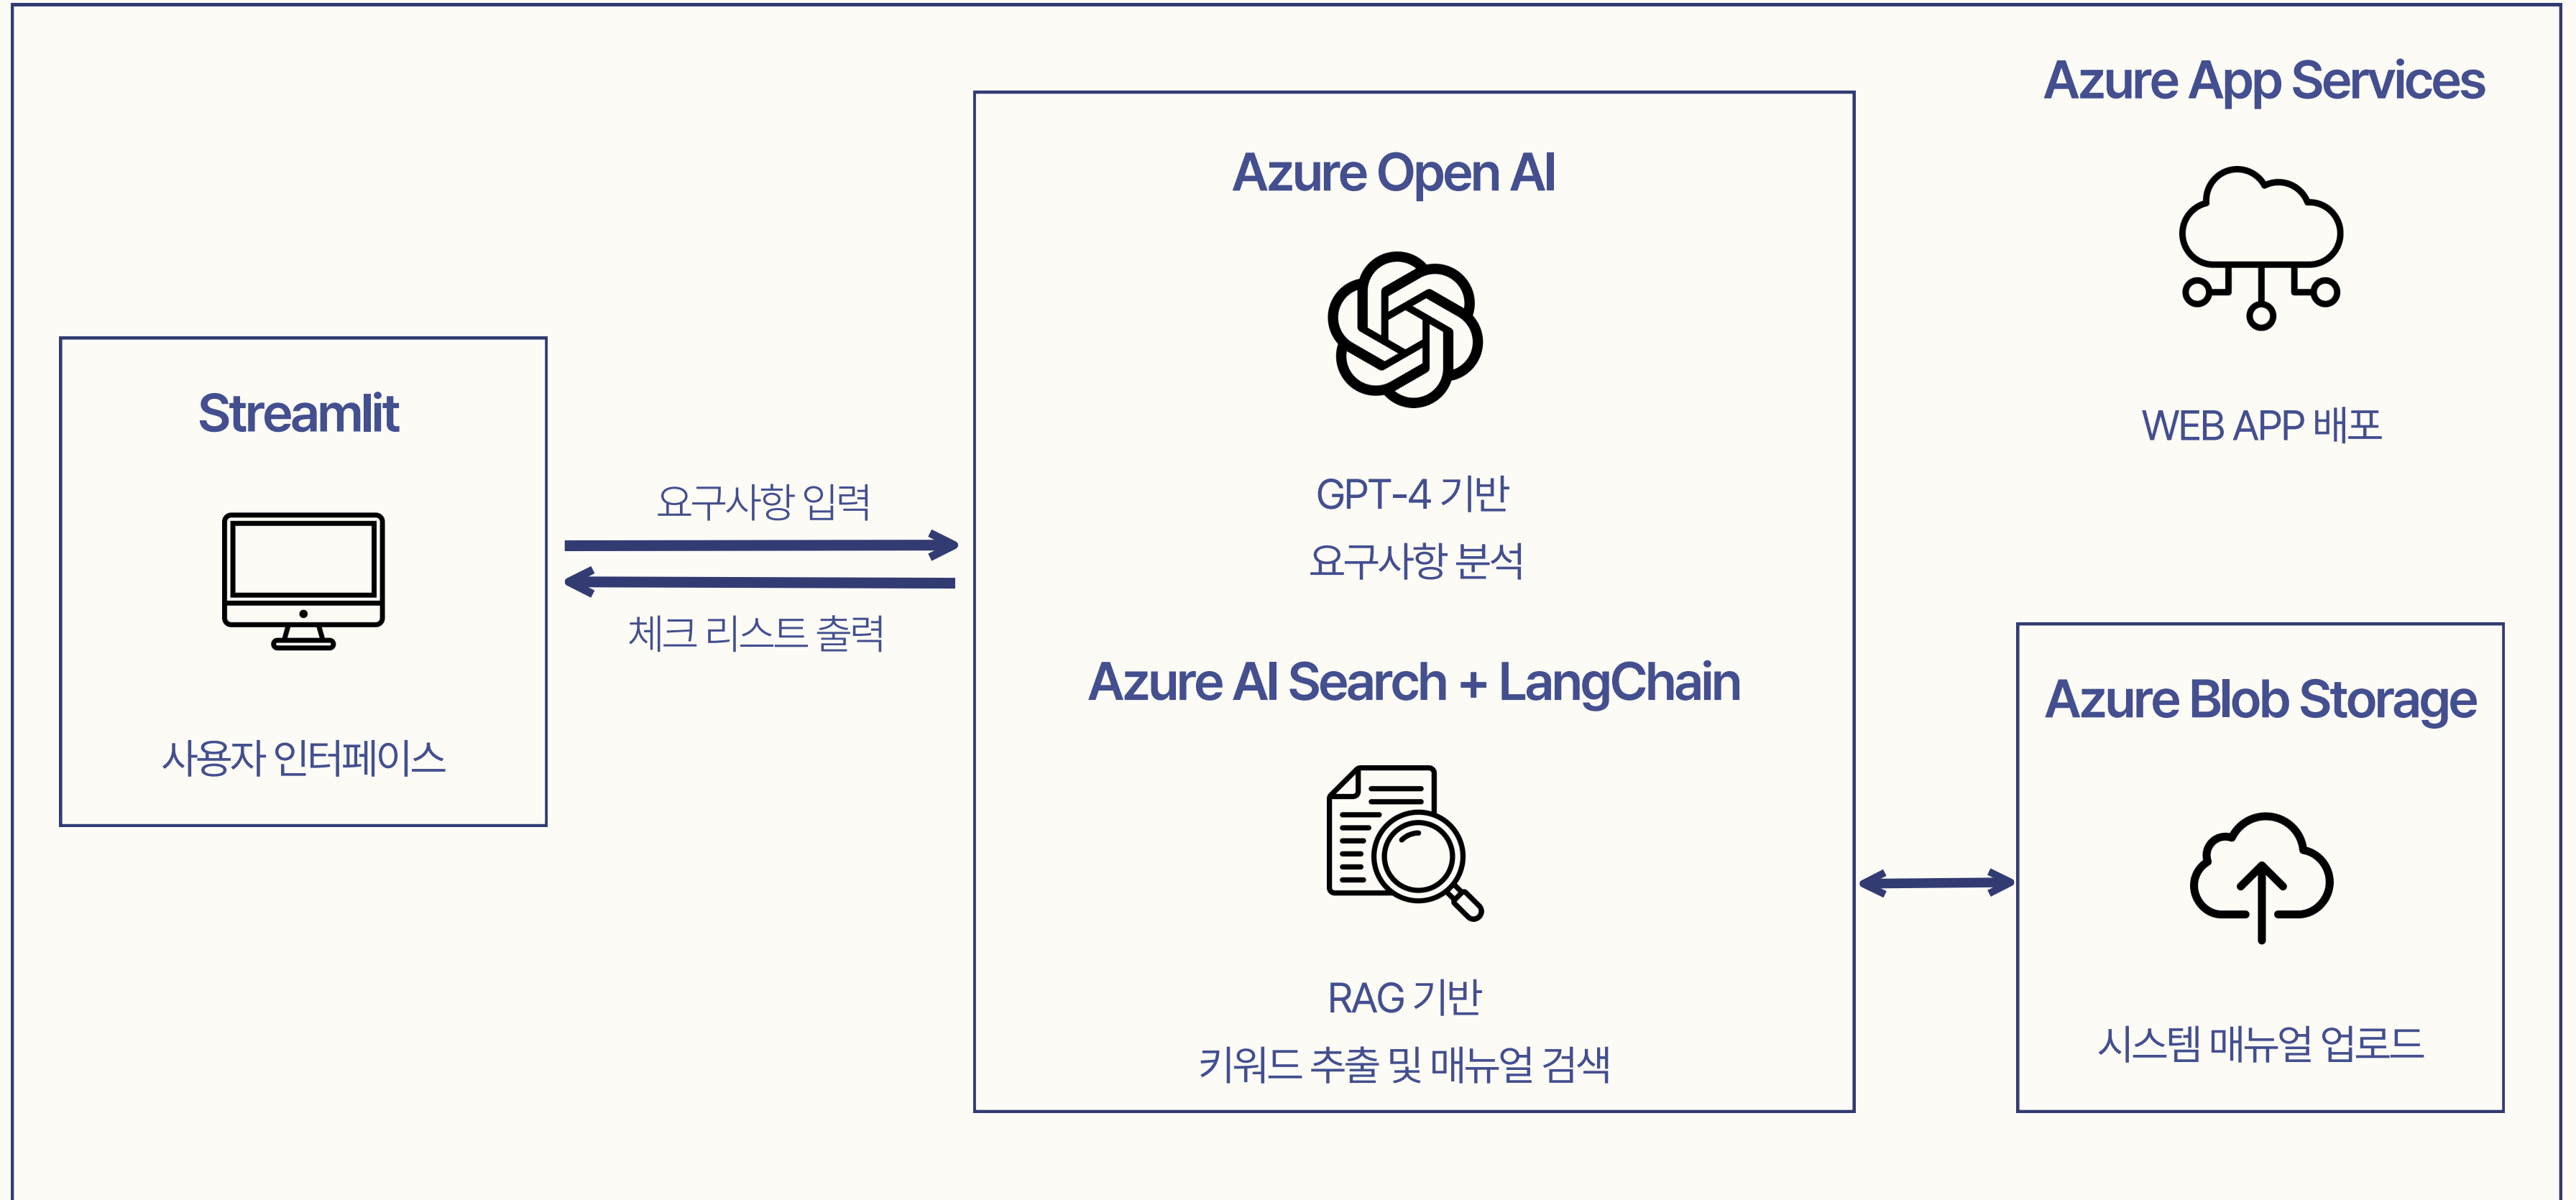 Azure App Services
WEB APP 배포
Streamlit
사용자 인터페이스
요구사항 입력
체크 리스트 출력
Azure Open AI
GPT-4 기반
요구사항 분석
Azure AI Search + LangChain
RAG 기반
키워드 추출 및 매뉴얼 검색
Azure Blob Storage
시스템 매뉴얼 업로드